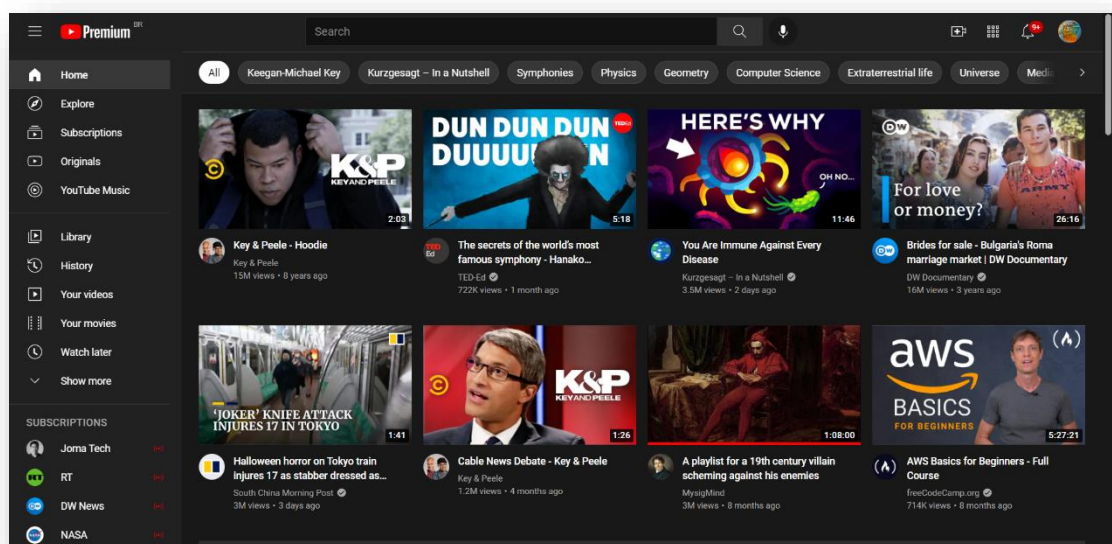 Premium BR
Search
9+
Home
Explore
Subscriptions
Originals
YouTube Music
Library
History
Your videos
Your movies
Watch later
Show more
SUBSCRIPTIONS
Joma Tech
RT
DW News
NASA
All Keegan-Michael Key Kurzgesagt – In a Nutshell Symphonies Physics Geometry Computer Science Extraterrestrial life Universe
K&P
KEY AND PEELE
2:03
Key & Peele - Hoodie
Key & Peele
15M views • 8 years ago
DUN DUN DUN
TED-Ed
5:18
TED
Ed
The secrets of the world's most
famous symphony - Hanako...
TED-Ed
722K views • 1 month ago
HERE'S WHY
OH NO...
11:46
You Are Immune Against Every
Disease
Kurzgesagt – In a Nutshell
3.5M views • 2 days ago
DW
For love
or money?
ARMY
26:16
DW
Brides for sale - Bulgaria's Roma
marriage market | DW Documentary
DW Documentary
16M views • 3 years ago
'JOKER' KNIFE ATTACK
INJURES 17 IN TOKYO
1:41
Halloween horror on Tokyo train
injures 17 as stabber dressed as...
South China Morning Post
3M views • 3 days ago
K&P
KEY AND PEELE
1:26
Cable News Debate - Key & Peele
Key & Peele
1.2M views • 4 months ago
1:08:00
A playlist for a 19th century villain
scheming against his enemies
MysigMind
3M views • 8 months ago
aws
BASICS
FOR BEGINNERS
5:27:21
AWS Basics for Beginners - Full
Course
freeCodeCamp.org
714K views • 8 months ago